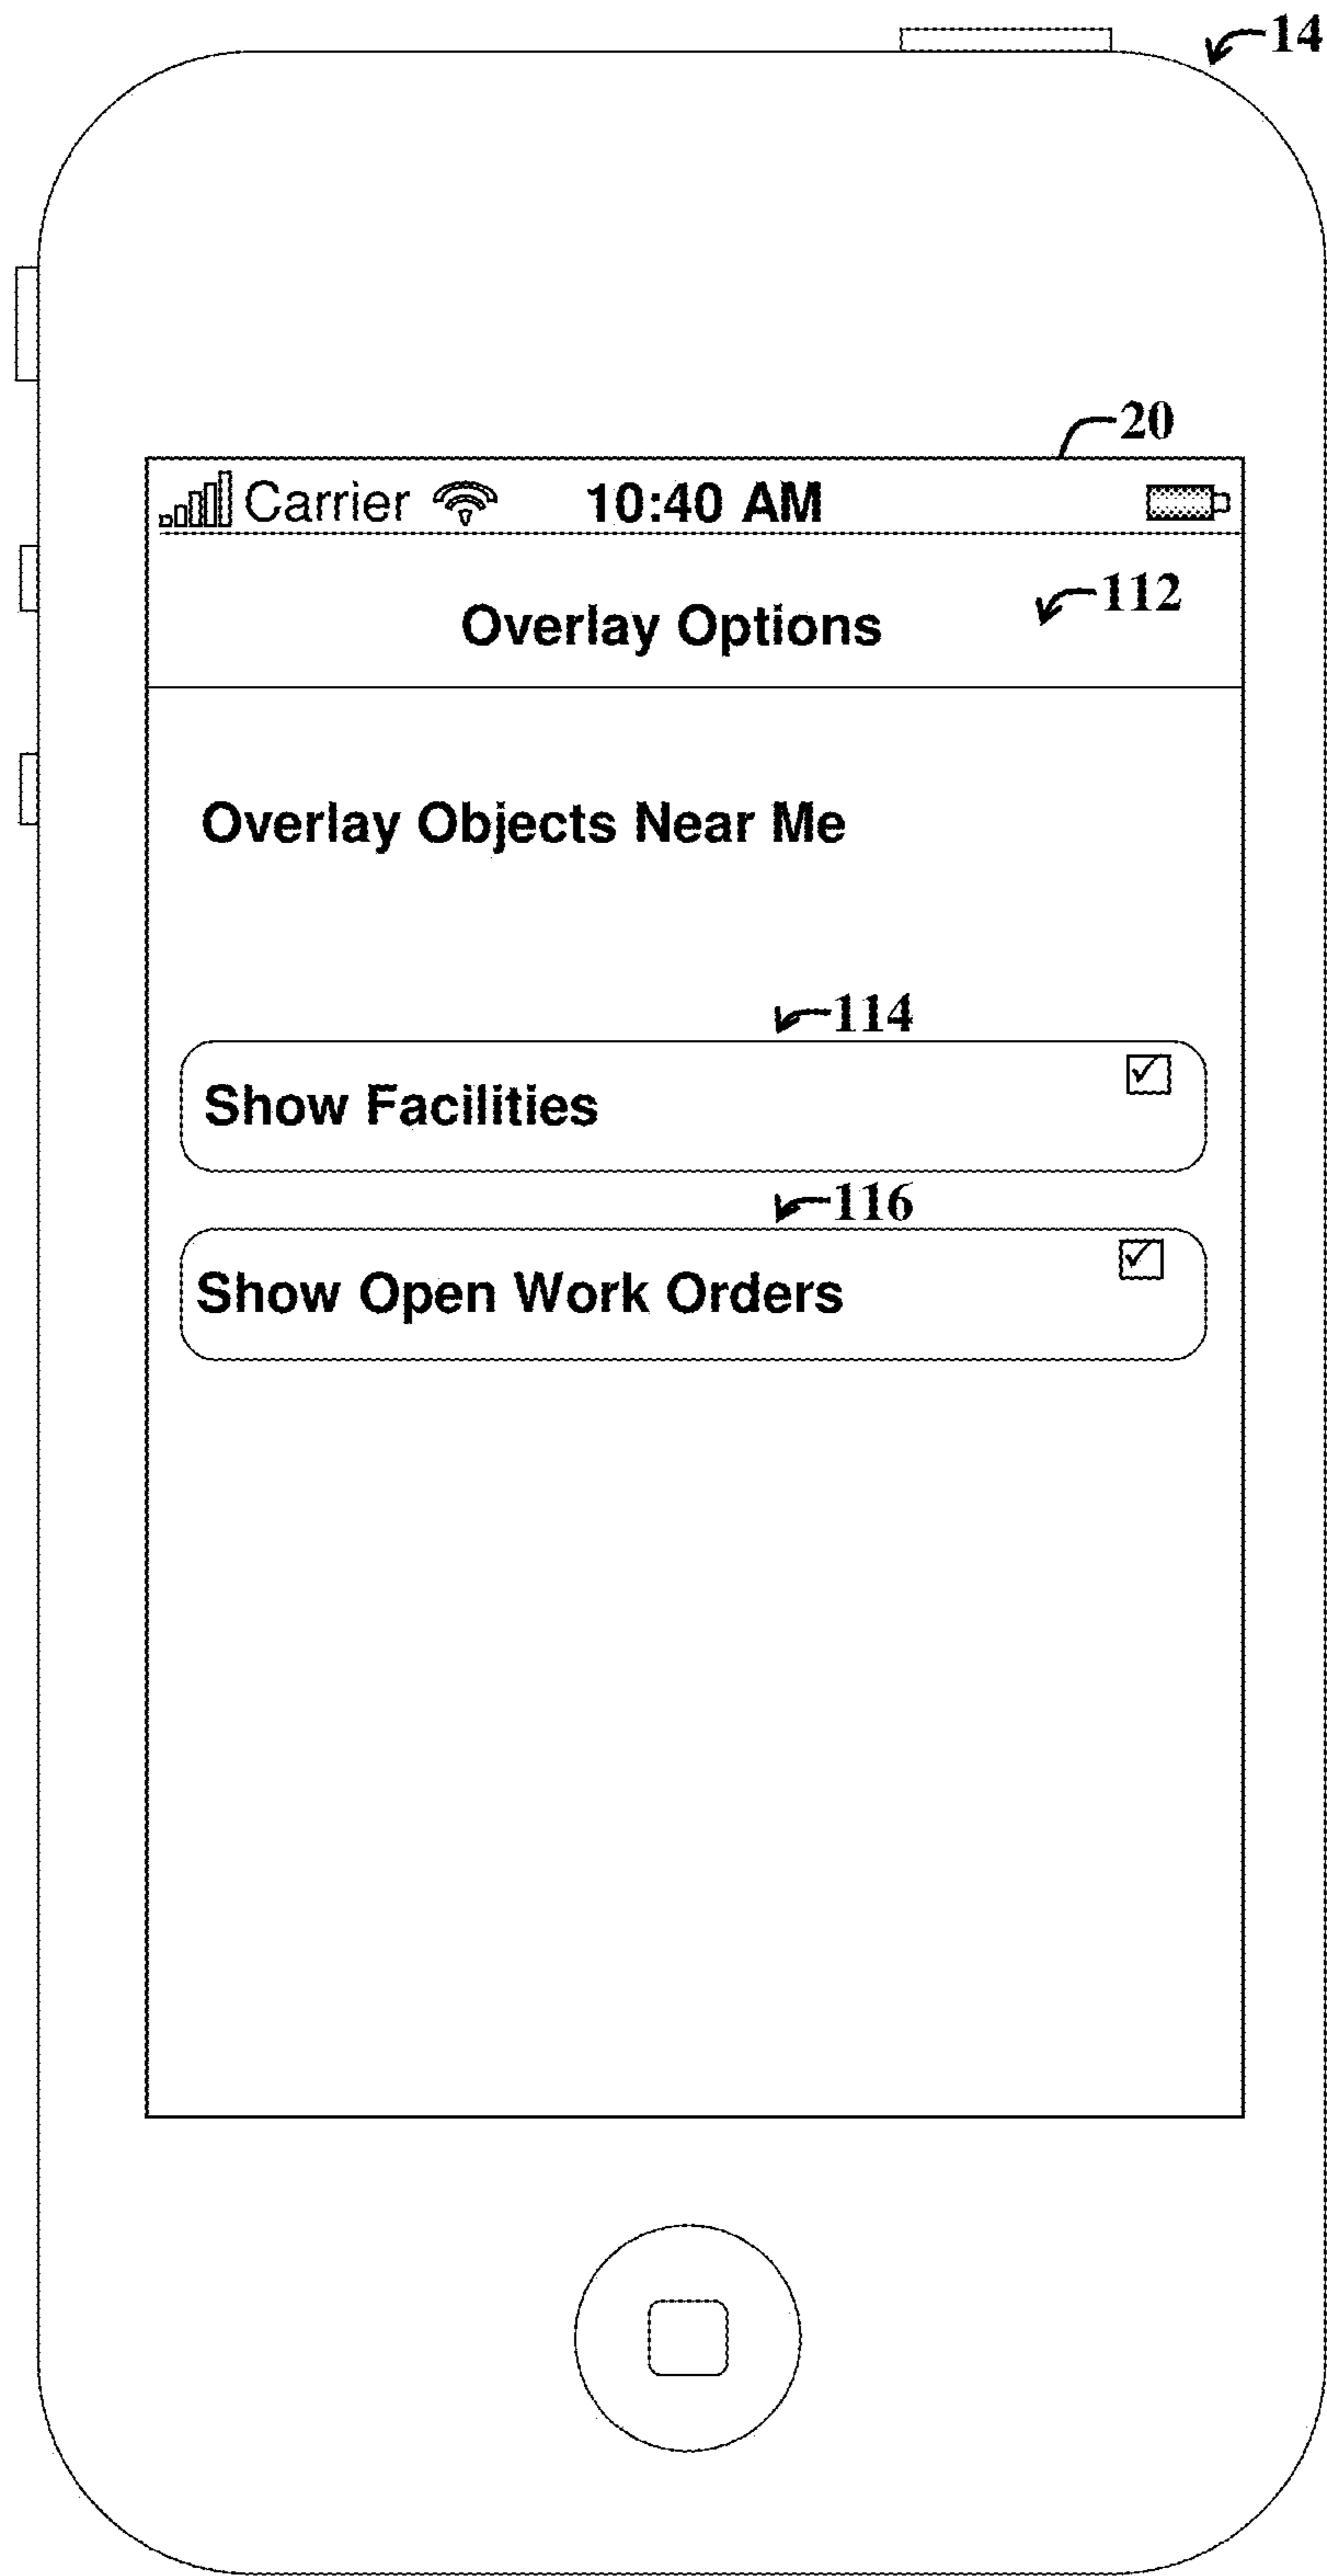 14
20
Carrier 10:40 AM
112
Overlay Options
Overlay Objects Near Me
114
Show Facilities
116
Show Open Work Orders